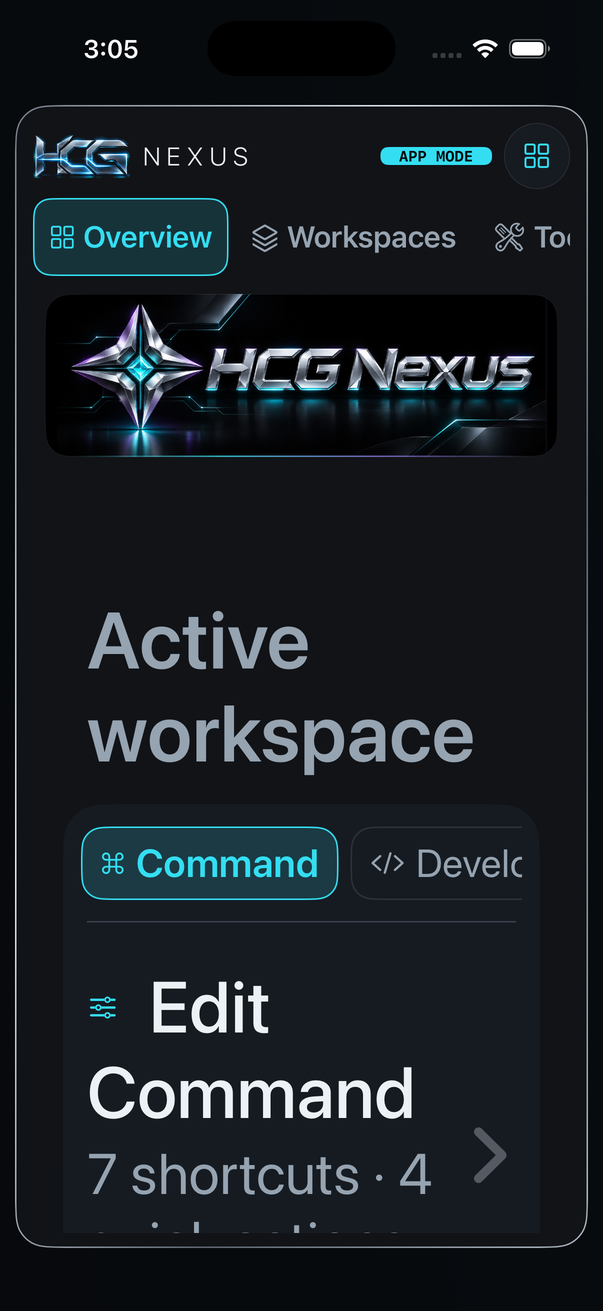 3:05
HCG NEXUS
APP MODE
Overview
Workspaces
HCG Nexus
Active
workspace
Command
Edit
Command
7 shortcuts · 4